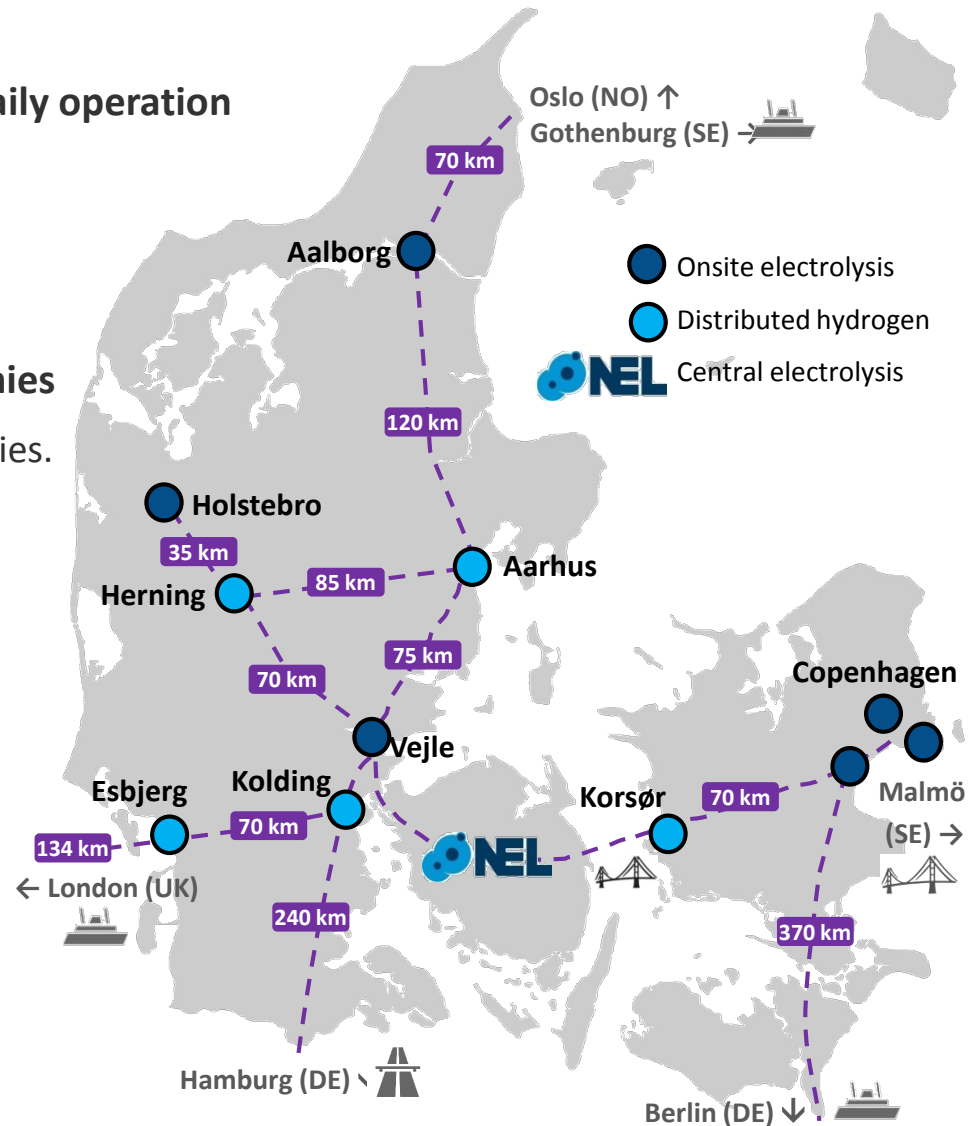 aily operation
Oslo (NO) ↑
Gothenburg (SE) →
70 km
Aalborg
Onsite electrolysis
Distributed hydrogen
NEL Central electrolysis
nies
ies.
120 km
Holstebro
35 km
Aarhus
85 km
Herning
75 km
70 km
Copenhagen
Vejle
Kolding
Esbjerg
Korsør
70 km
Malmö
(SE) →
70 km
134 km
NEL
← London (UK)
240 km
370 km
Hamburg (DE)
Berlin (DE) ↓